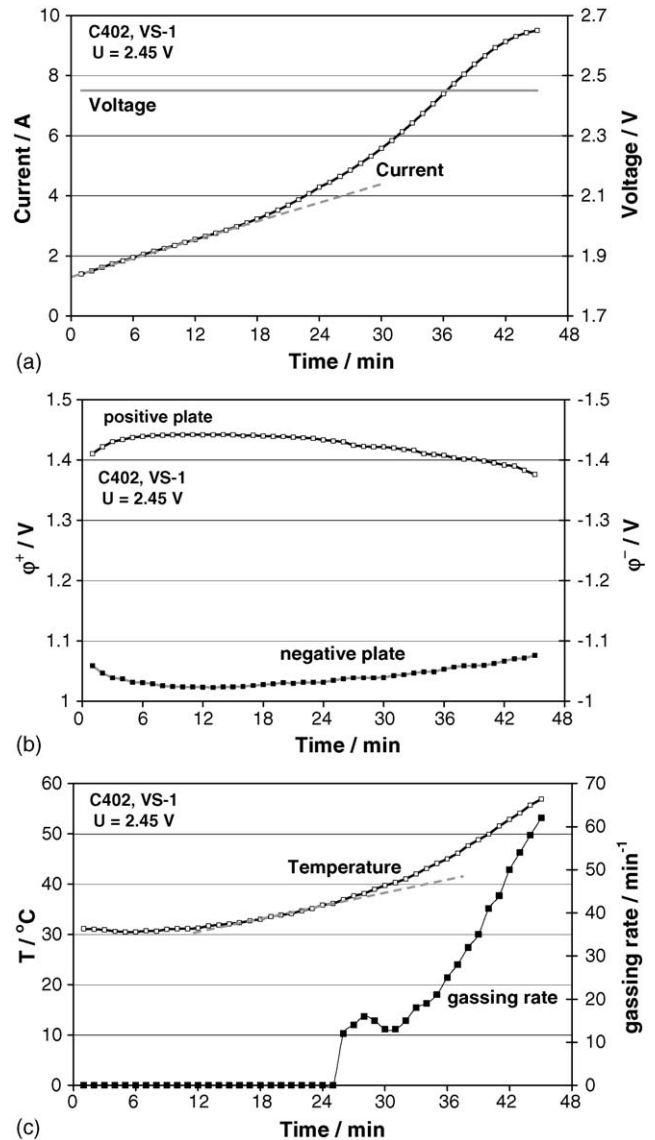 C402, VS-1
U = 2.45 V
Voltage
Current
Current / A
Voltage / V
14
12
10
8
6
4
2
0
2.7
2.5
2.3
2.1
1.9
1.7
0 6 12 18 24 30 36 42 48
Time / min
(a)
positive plate
C402, VS-1
U = 2.45 V
negative plate
φ+ / V
φ− / V
1.5
1.4
1.3
1.2
1.1
1
-1.5
-1.4
-1.3
-1.2
-1.1
-1
0 6 12 18 24 30 36 42 48
Time / min
(b)
C402, VS-1
U = 2.45 V
Temperature
gassing rate
T / °C
gassing rate / min-1
60
50
40
30
20
10
0
70
60
50
40
30
20
10
0
0 6 12 18 24 30 36 42 48
Time / min
(c)